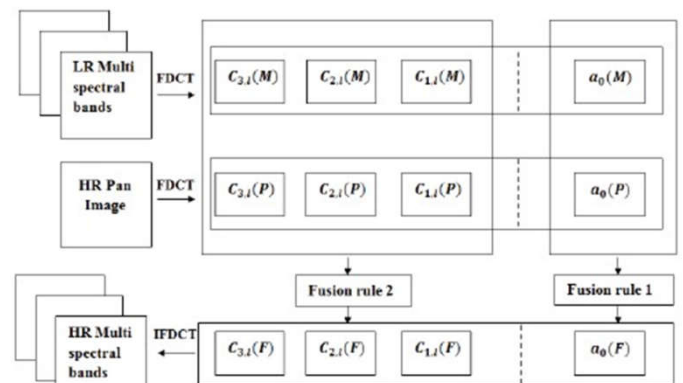 LR Multi
spectral
bands
FDCT
C₃.ₗ(M) C₂.ₗ(M) C₁.ₗ(M) a₀(M)
HR Pan
Image
FDCT
C₃.ₗ(P) C₂.ₗ(P) C₁.ₗ(P) a₀(P)
Fusion rule 2 Fusion rule 1
HR Multi
spectral
bands
IFDCT
C₃.ₗ(F) C₂.ₗ(F) C₁.ₗ(F) a₀(F)